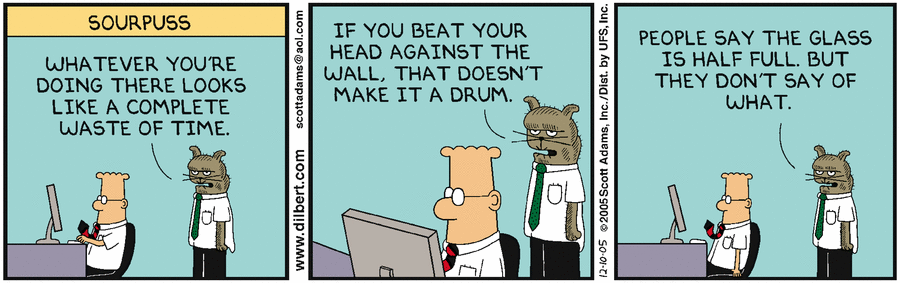 SOURPUSS
WHATEVER YOU'RE
DOING THERE LOOKS
LIKE A COMPLETE
WASTE OF TIME.
www.dilbert.com scottadams@aol.com
IF YOU BEAT YOUR
HEAD AGAINST THE
WALL, THAT DOESN'T
MAKE IT A DRUM.
12-10-05 © 2005 Scott Adams, Inc./Dist. by UFS, Inc.
PEOPLE SAY THE GLASS
IS HALF FULL. BUT
THEY DON'T SAY OF
WHAT.